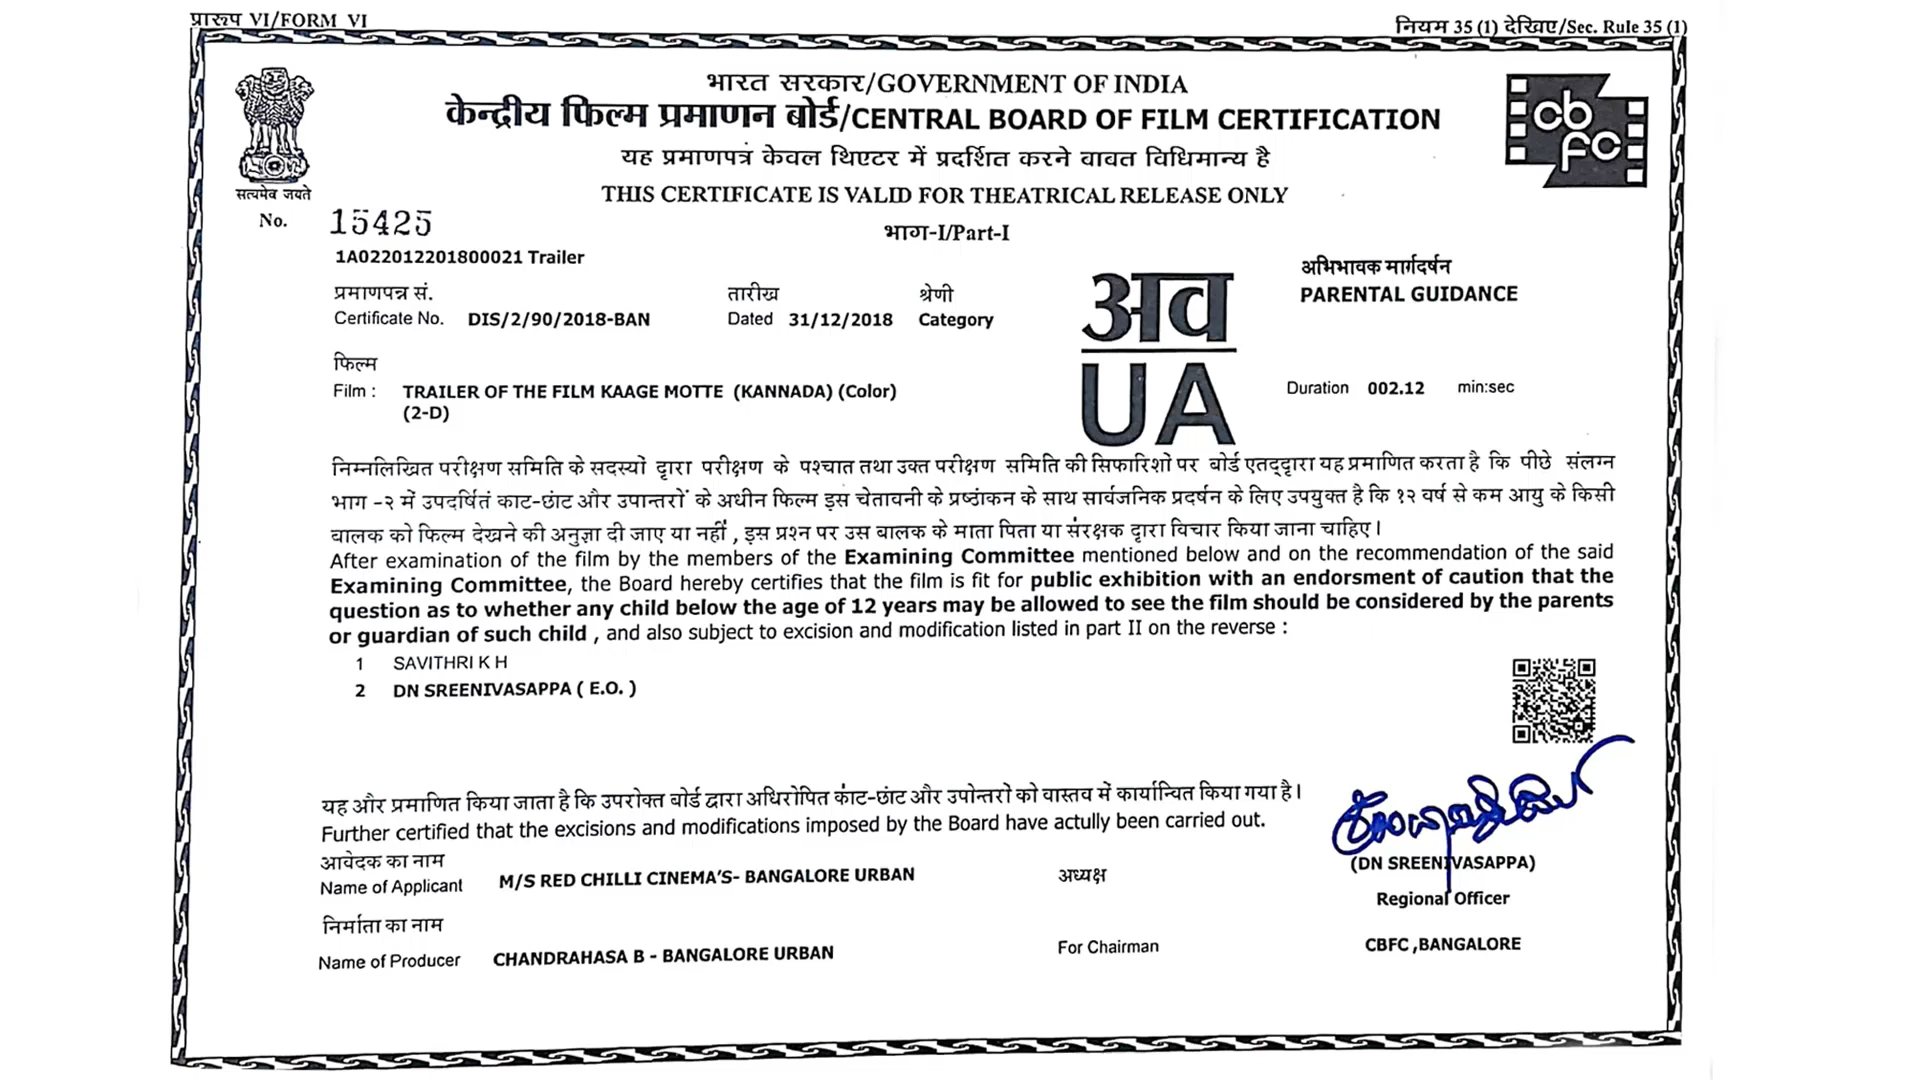 प्रारूप VI/FORM VI
नियम 35 (1) देखिए/Sec. Rule 35 (1)
भारत सरकार/GOVERNMENT OF INDIA
केन्द्रीय फिल्म प्रमाणन बोर्ड/CENTRAL BOARD OF FILM CERTIFICATION
cbfc
यह प्रमाणपत्रं केवल थिएटर में प्रदर्शित करने वावत विधिमान्य है
सत्यमेव जयते
THIS CERTIFICATE IS VALID FOR THEATRICAL RELEASE ONLY
No. 15425
भाग-I/Part-I
1A022012201800021 Trailer
अभिभावक मार्गदर्षन
PARENTAL GUIDANCE
प्रमाणपन्न सं. तारीख श्रेणी
Certificate No. DIS/2/90/2018-BAN Dated 31/12/2018 Category
अव
UA
फिल्म
Film : TRAILER OF THE FILM KAAGE MOTTE (KANNADA) (Color)
(2-D)
Duration 002.12 min:sec
निम्नलिखित परीक्षण समिति के सदस्यों द्वारा परीक्षण के पश्चात तथा उक्त परीक्षण समिति की सिफारिशों पर बोर्ड एतद्द्वारा यह प्रमाणित करता है कि पीछे संलग्न
भाग -२ में उपदर्षितं काट-छांट और उपान्तरों के अधीन फिल्म इस चेतावनी के प्रष्ठांकन के साथ सार्वजनिक प्रदर्षन के लिए उपयुक्त है कि १२ वर्ष से कम आयु के किसी
बालक को फिल्म देखने की अनुज्ञा दी जाए या नहीं , इस प्रश्न पर उस बालक के माता पिता या संरक्षक द्वारा विचार किया जाना चाहिए।
After examination of the film by the members of the Examining Committee mentioned below and on the recommendation of the said
Examining Committee, the Board hereby certifies that the film is fit for public exhibition with an endorsment of caution that the
question as to whether any child below the age of 12 years may be allowed to see the film should be considered by the parents
or guardian of such child , and also subject to excision and modification listed in part II on the reverse :
1 SAVITHRI K H
2 DN SREENIVASAPPA ( E.O. )
यह और प्रमाणित किया जाता है कि उपरोक्त बोर्ड द्वारा अधिरोपित कांट-छांट और उपोन्तरों को वास्तव में कार्यान्वित किया गया है।
Further certified that the excisions and modifications imposed by the Board have actully been carried out.
आवेदक का नाम
Name of Applicant M/S RED CHILLI CINEMA'S- BANGALORE URBAN
अध्यक्ष
(DN SREENIVASAPPA)
Regional Officer
निर्माता का नाम
Name of Producer CHANDRAHASA B - BANGALORE URBAN
For Chairman
CBFC ,BANGALORE